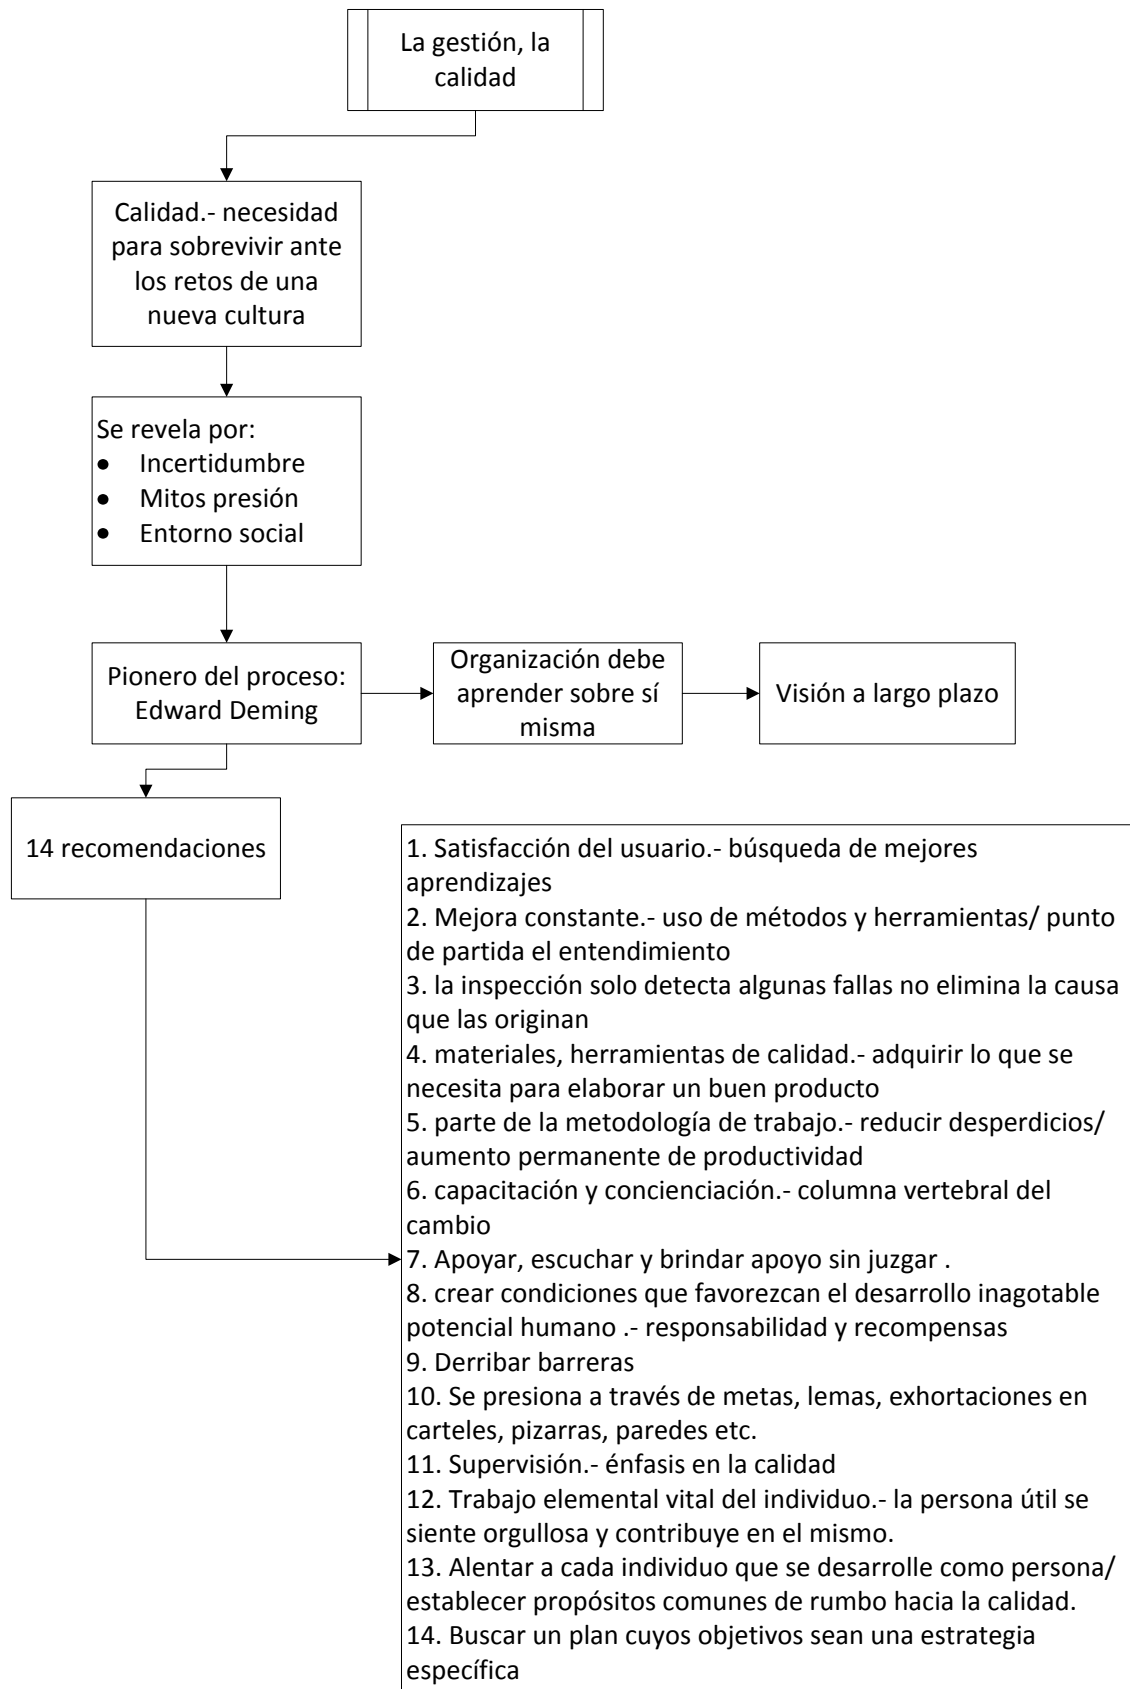 La gestión, la
calidad
Calidad.- necesidad
para sobrevivir ante
los retos de una
nueva cultura
Se revela por:
● Incertidumbre
● Mitos presión
● Entorno social
Pionero del proceso:
Edward Deming
Organización debe
aprender sobre sí
misma
Visión a largo plazo
14 recomendaciones
1. Satisfacción del usuario.- búsqueda de mejores
aprendizajes
2. Mejora constante.- uso de métodos y herramientas/ punto
de partida el entendimiento
3. la inspección solo detecta algunas fallas no elimina la causa
que las originan
4. materiales, herramientas de calidad.- adquirir lo que se
necesita para elaborar un buen producto
5. parte de la metodología de trabajo.- reducir desperdicios/
aumento permanente de productividad
6. capacitación y concienciación.- columna vertebral del
cambio
7. Apoyar, escuchar y brindar apoyo sin juzgar .
8. crear condiciones que favorezcan el desarrollo inagotable
potencial humano .- responsabilidad y recompensas
9. Derribar barreras
10. Se presiona a través de metas, lemas, exhortaciones en
carteles, pizarras, paredes etc.
11. Supervisión.- énfasis en la calidad
12. Trabajo elemental vital del individuo.- la persona útil se
siente orgullosa y contribuye en el mismo.
13. Alentar a cada individuo que se desarrolle como persona/
establecer propósitos comunes de rumbo hacia la calidad.
14. Buscar un plan cuyos objetivos sean una estrategia
específica